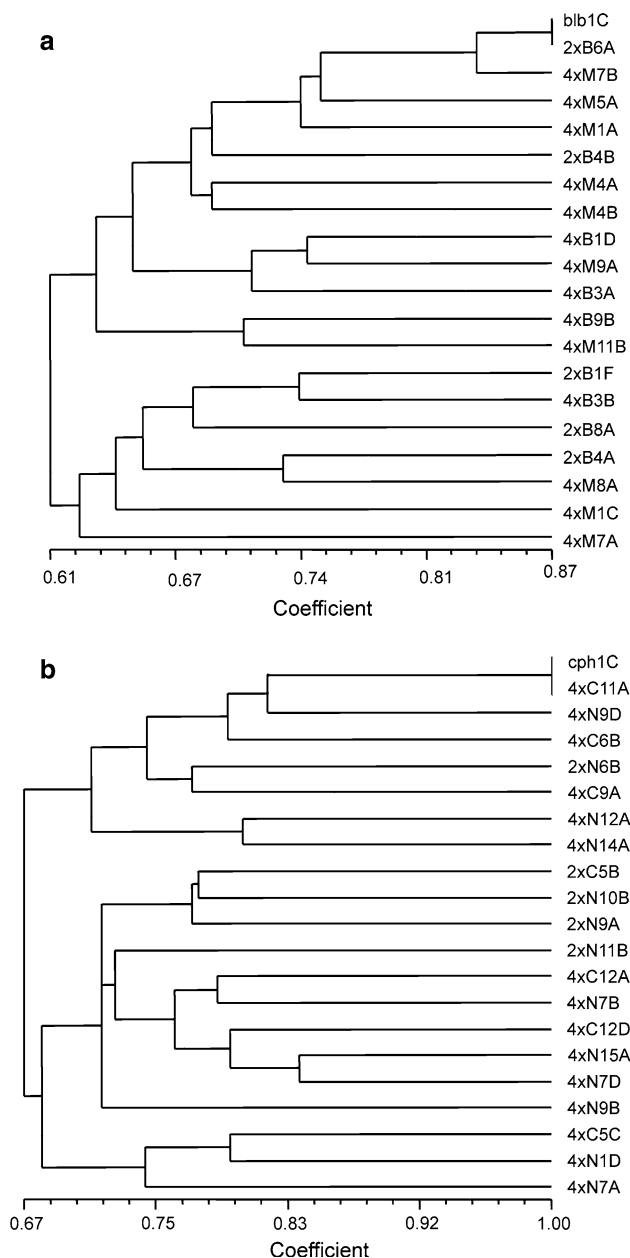 a
blb1C
2xB6A
4xM7B
4xM5A
4xM1A
2xB4B
4xM4A
4xM4B
4xB1D
4xM9A
4xB3A
4xB9B
4xM11B
2xB1F
4xB3B
2xB8A
2xB4A
4xM8A
4xM1C
4xM7A
0.61 0.67 0.74 0.81 0.87
Coefficient
b
cph1C
4xC11A
4xN9D
4xC6B
2xN6B
4xC9A
4xN12A
4xN14A
2xC5B
2xN10B
2xN9A
2xN11B
4xC12A
4xN7B
4xC12D
4xN15A
4xN7D
4xN9B
4xC5C
4xN1D
4xN7A
0.67 0.75 0.83 0.92 1.00
Coefficient